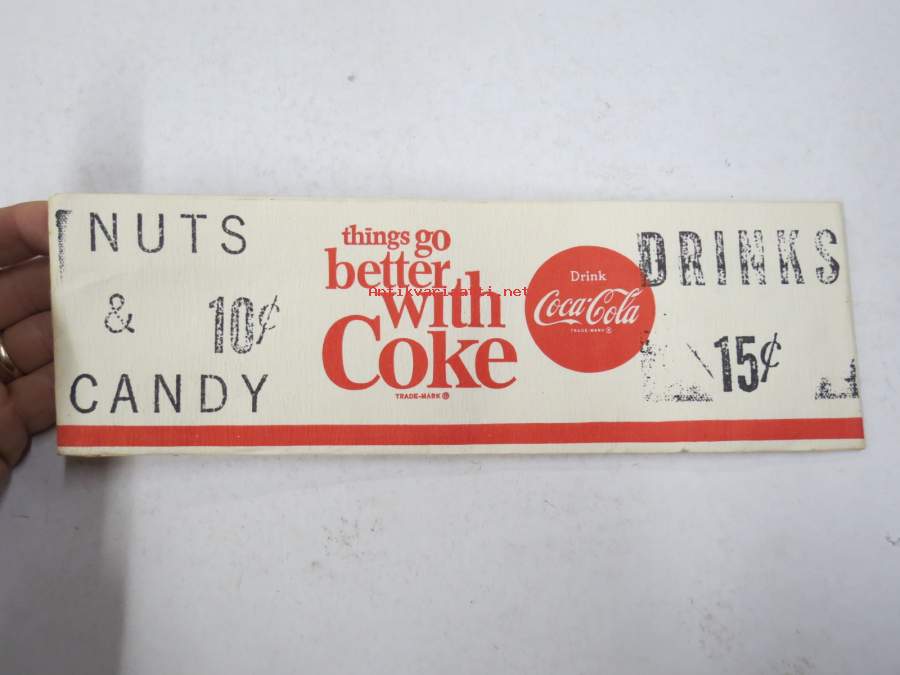 NUTS
& 10¢
CANDY
things go
better
with
Coke
TRADE-MARK ®
Drink
Coca-Cola
TRADE-MARK ®
DRINKS
15¢
Antikvariaatti.net